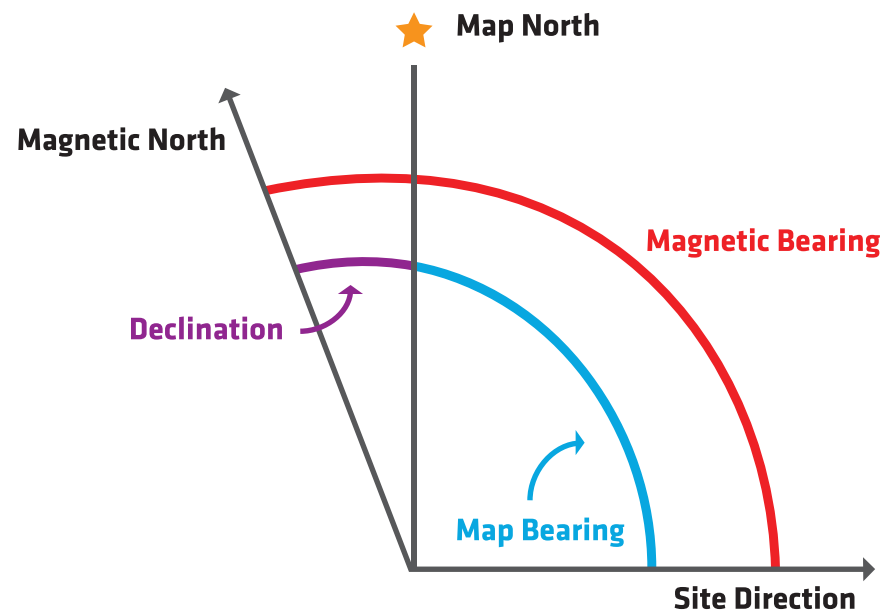 Map North
Magnetic North
Magnetic Bearing
Declination
Map Bearing
Site Direction